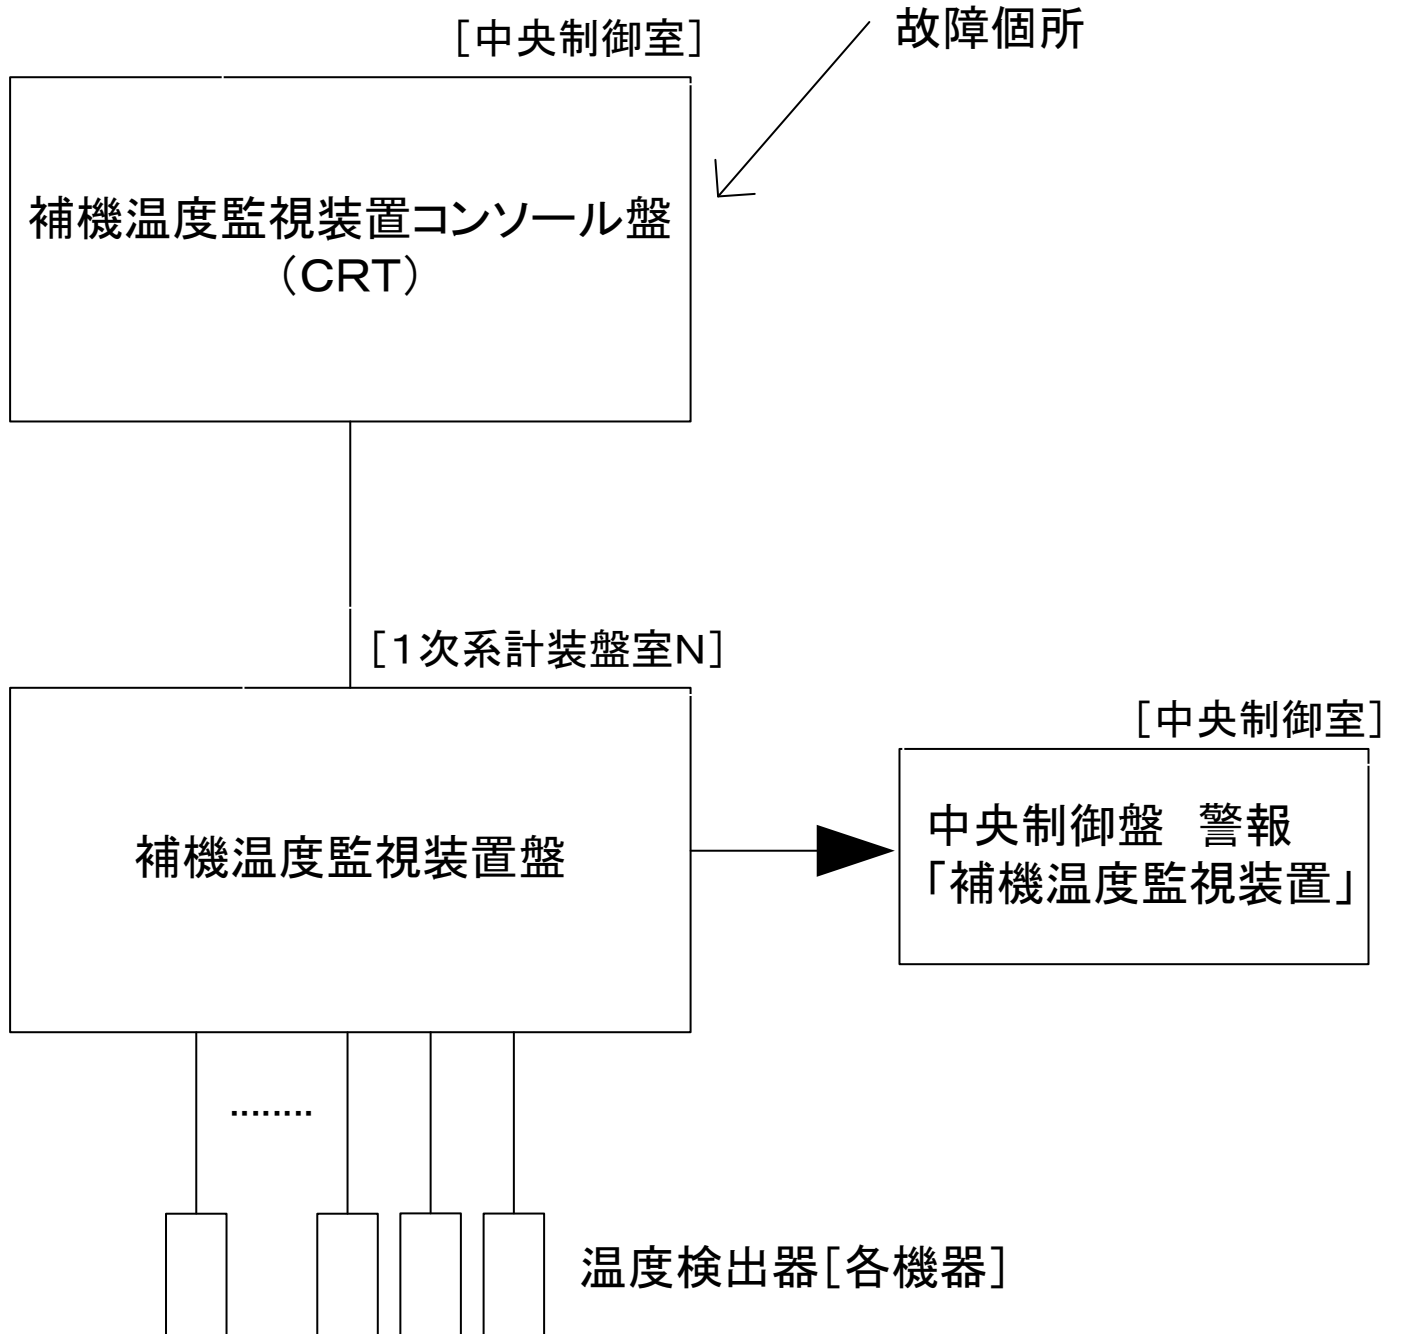 故障個所
［中央制御室］
補機温度監視装置コンソール盤
（CRT）
［1次系計装盤室N］
補機温度監視装置盤
［中央制御室］
中央制御盤　警報
「補機温度監視装置」
........
温度検出器［各機器］